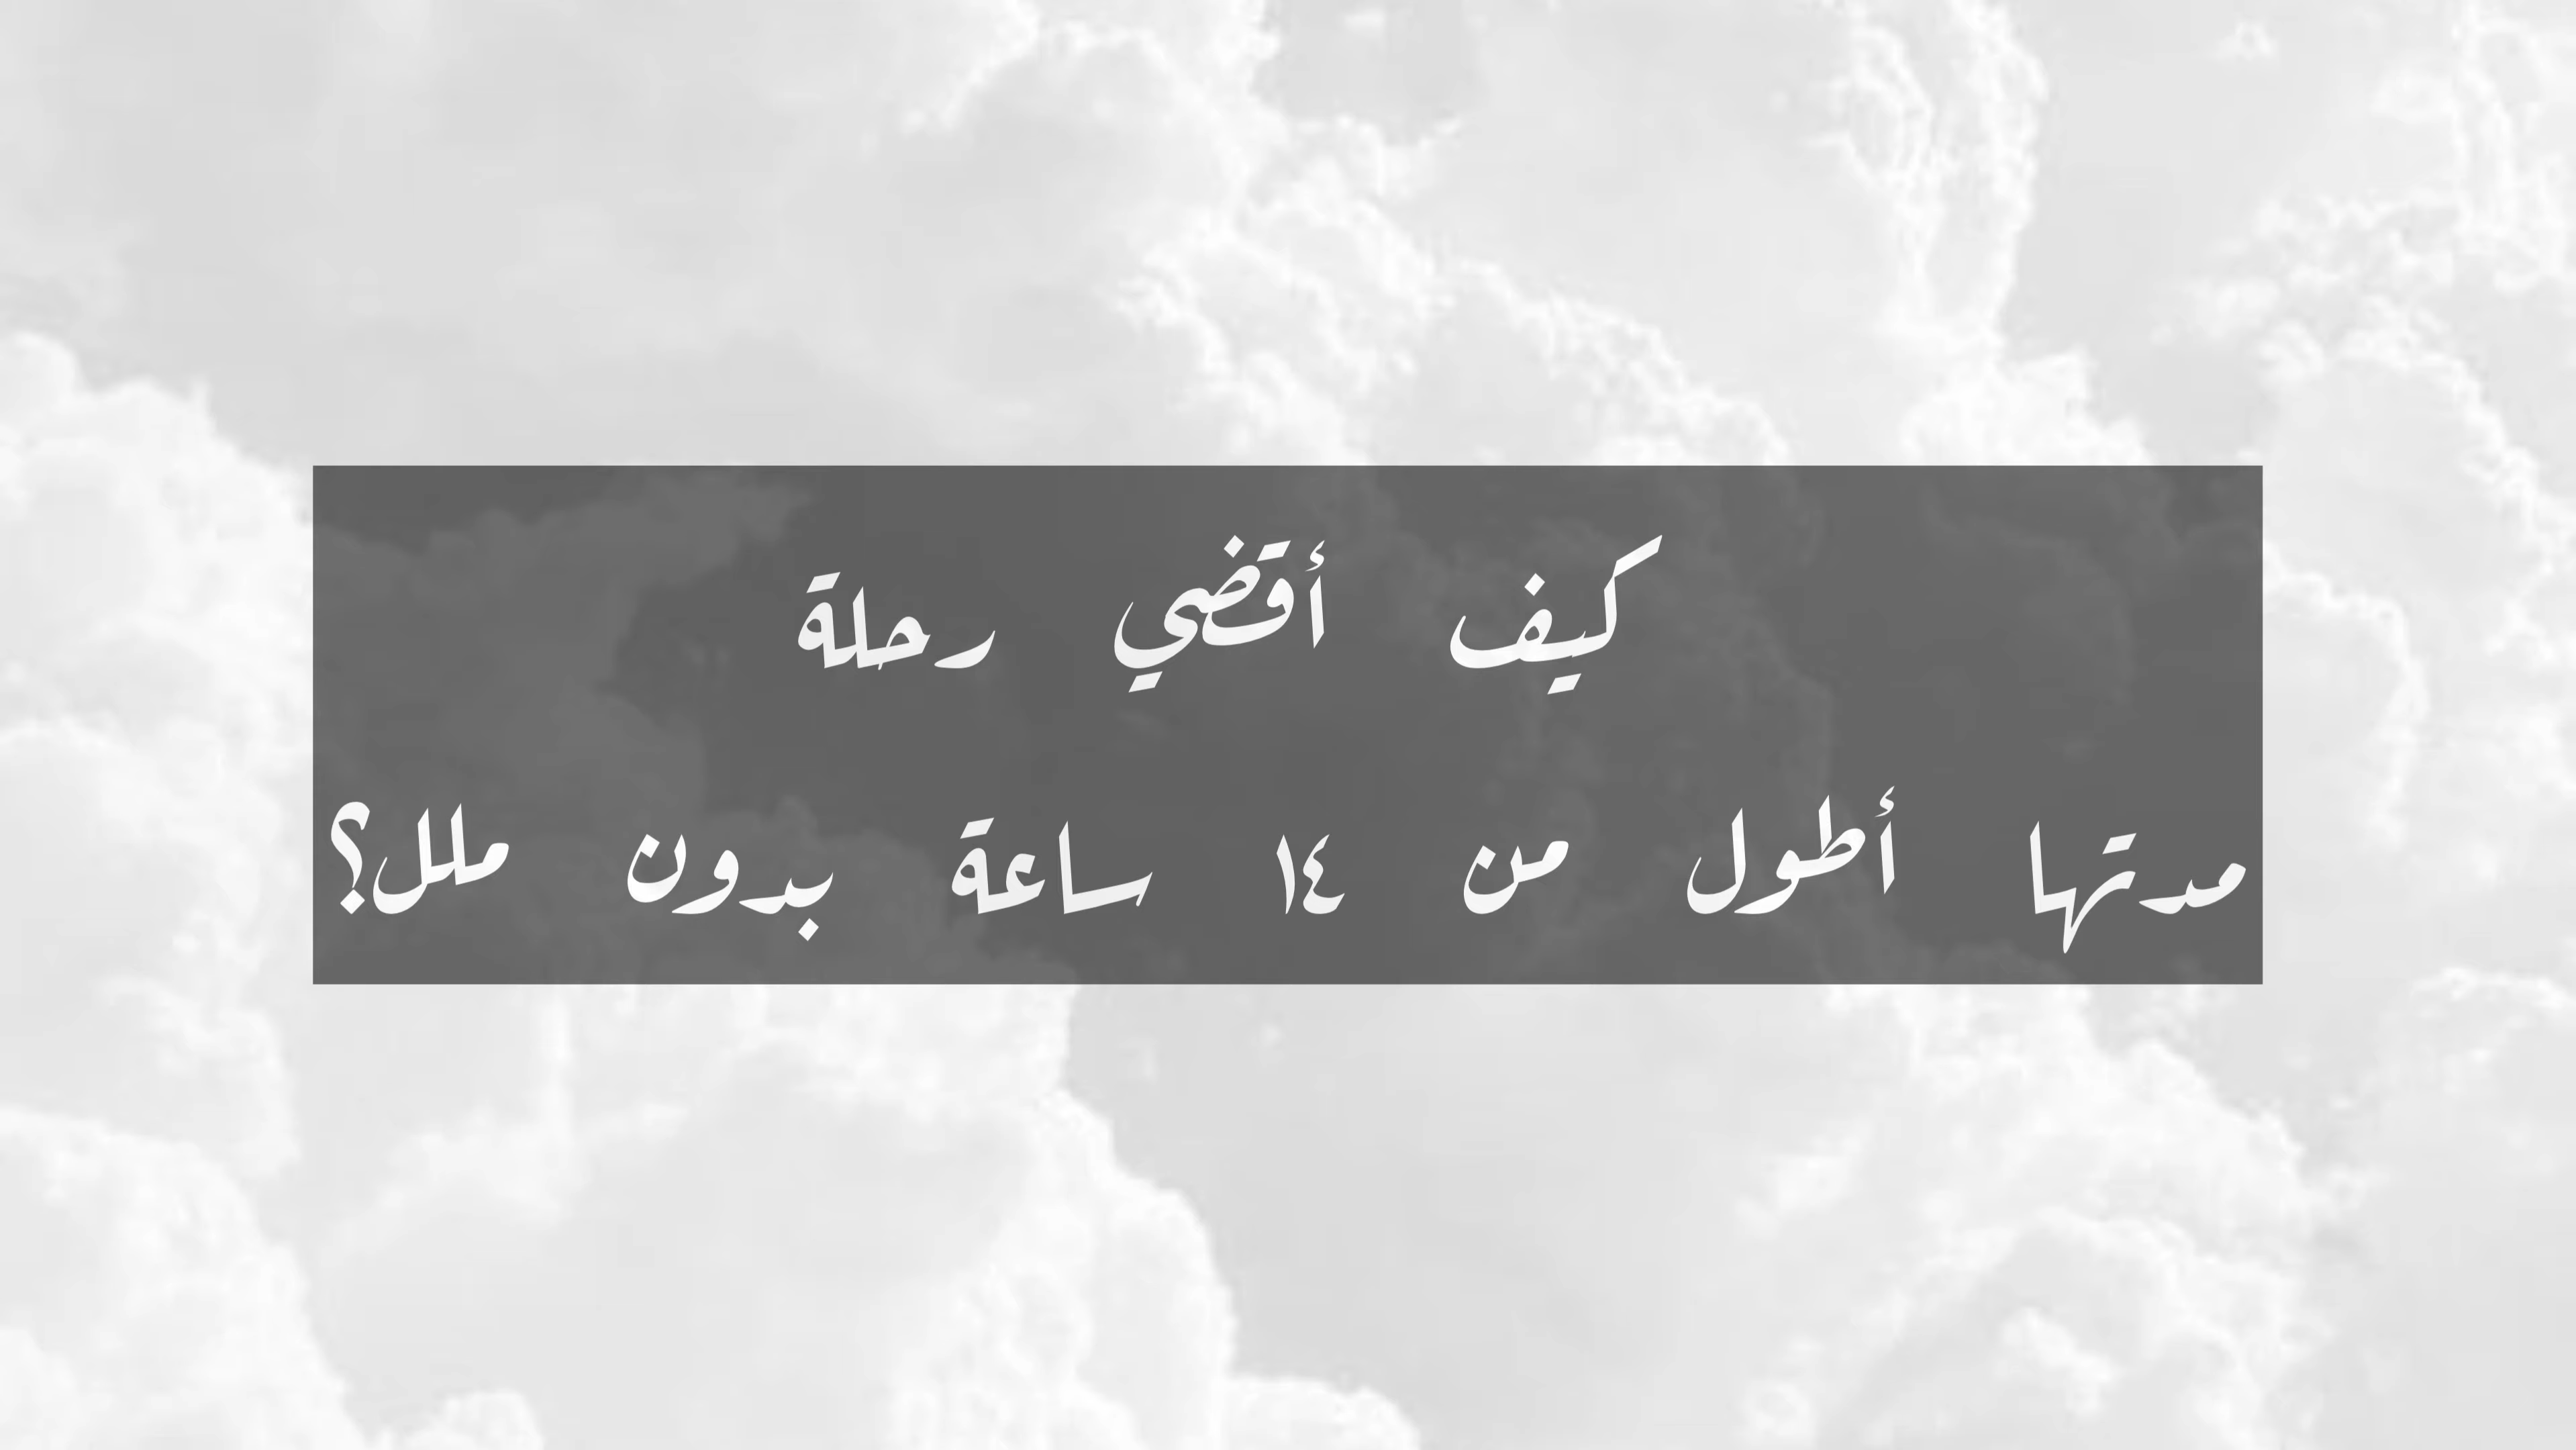 كيف أقضي رحلة
مدتها أطول من ١٤ ساعة بدون ملل؟